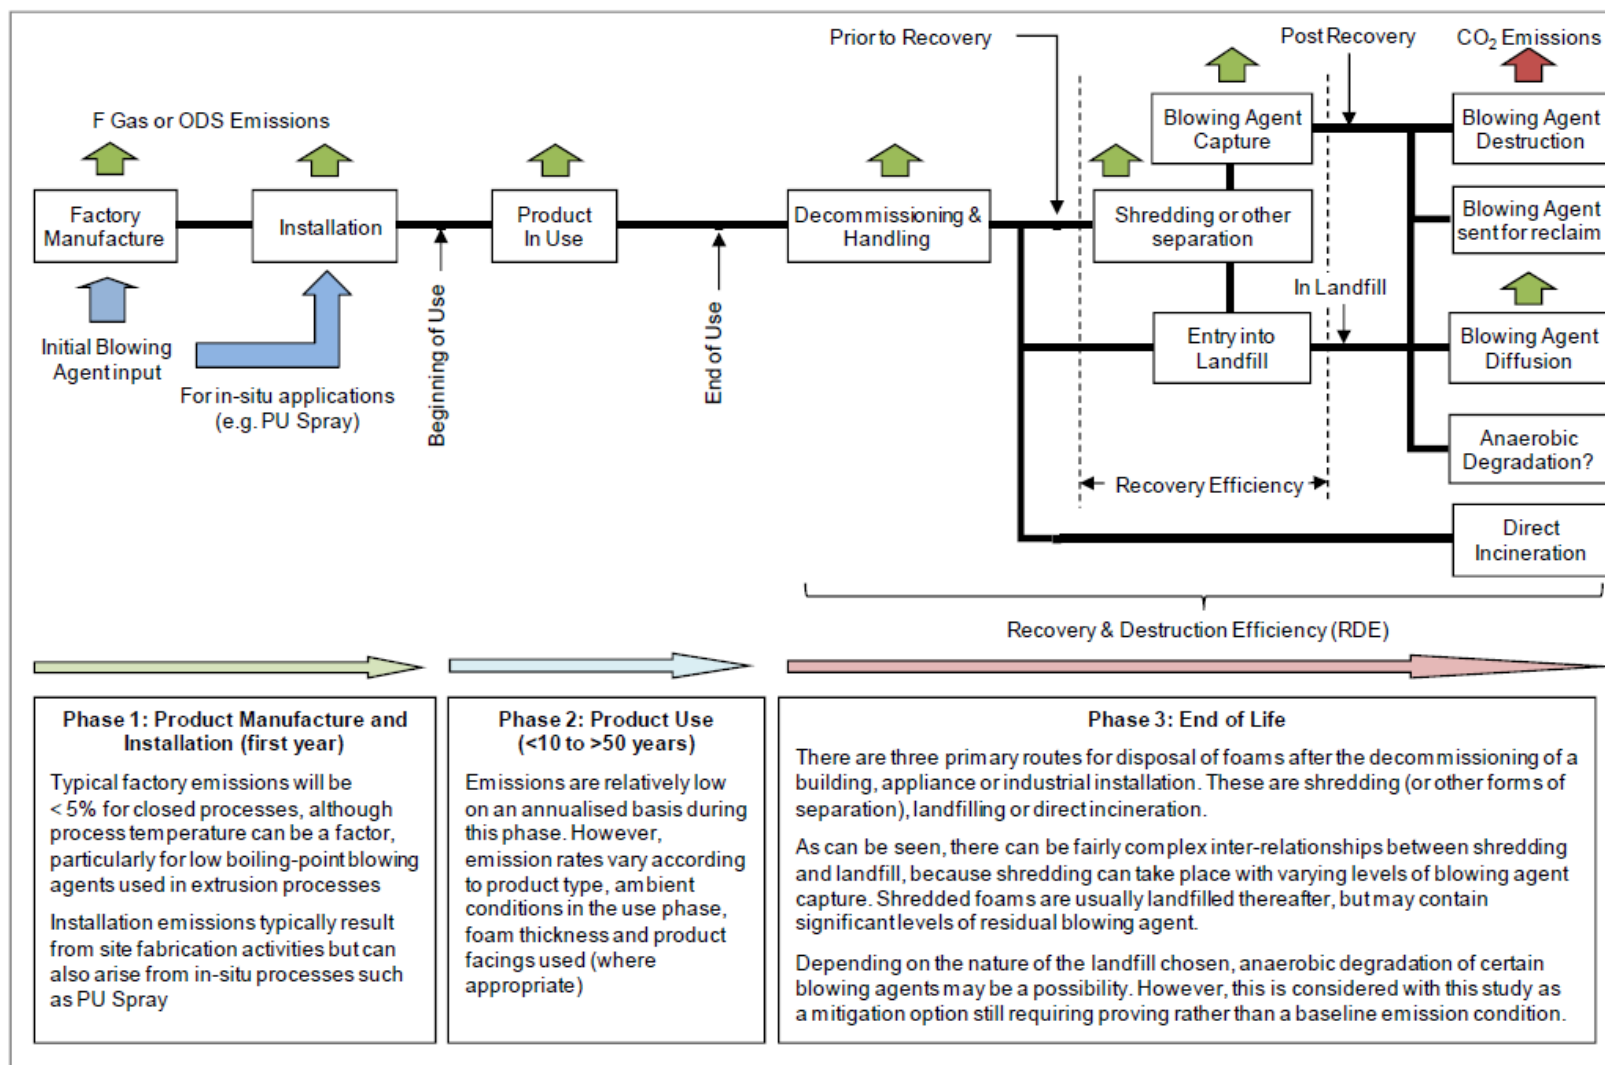 Prior to Recovery
Post Recovery
CO₂ Emissions
F Gas or ODS Emissions
Blowing Agent
Capture
Blowing Agent
Destruction
Factory
Manufacture
Installation
Product
In Use
Decommissioning &
Handling
Shredding or other
separation
Blowing Agent
sent for reclaim
Initial Blowing
Agent input
For in-situ applications
(e.g. PU Spray)
Beginning of Use
End of Use
In Landfill
Entry into
Landfill
Blowing Agent
Diffusion
Anaerobic
Degradation?
Recovery Efficiency
Direct
Incineration
Recovery & Destruction Efficiency (RDE)
Phase 1: Product Manufacture and
Installation (first year)
Typical factory emissions will be
< 5% for closed processes, although
process temperature can be a factor,
particularly for low boiling-point blowing
agents used in extrusion processes
Installation emissions typically result
from site fabrication activities but can
also arise from in-situ processes such
as PU Spray
Phase 2: Product Use
(<10 to >50 years)
Emissions are relatively low
on an annualised basis during
this phase. However,
emission rates vary according
to product type, ambient
conditions in the use phase,
foam thickness and product
facings used (where
appropriate)
Phase 3: End of Life
There are three primary routes for disposal of foams after the decommissioning of a
building, appliance or industrial installation. These are shredding (or other forms of
separation), landfilling or direct incineration.
As can be seen, there can be fairly complex inter-relationships between shredding
and landfill, because shredding can take place with varying levels of blowing agent
capture. Shredded foams are usually landfilled thereafter, but may contain
significant levels of residual blowing agent.
Depending on the nature of the landfill chosen, anaerobic degradation of certain
blowing agents may be a possibility. However, this is considered with this study as
a mitigation option still requiring proving rather than a baseline emission condition.